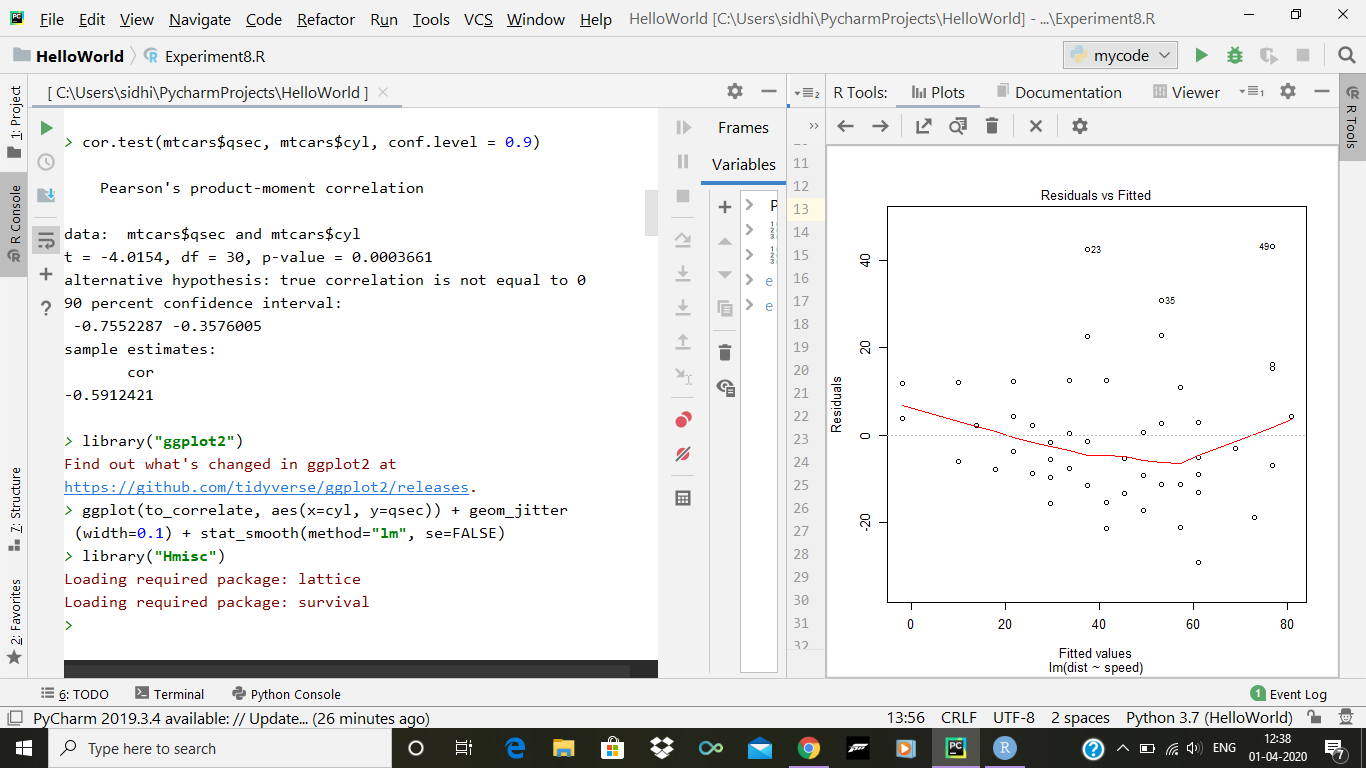 File Edit View Navigate Code Refactor Run Tools VCS Window Help HelloWorld [C:\Users\sidhi\PycharmProjects\HelloWorld] - ...\Experiment8.R
HelloWorld Experiment8.R mycode
[ C:\Users\sidhi\PycharmProjects\HelloWorld ]
2 R Tools: Plots Documentation Viewer 1
1: Project
R Console
7: Structure
2: Favorites
> cor.test(mtcars$qsec, mtcars$cyl, conf.level = 0.9)
Pearson's product-moment correlation
data:  mtcars$qsec and mtcars$cyl
t = -4.0154, df = 30, p-value = 0.0003661
alternative hypothesis: true correlation is not equal to 0
90 percent confidence interval:
-0.7552287 -0.3576005
sample estimates:
cor
-0.5912421
> library("ggplot2")
Find out what's changed in ggplot2 at
https://github.com/tidyverse/ggplot2/releases.
> ggplot(to_correlate, aes(x=cyl, y=qsec)) + geom_jitter
(width=0.1) + stat_smooth(method="lm", se=FALSE)
> library("Hmisc")
Loading required package: lattice
Loading required package: survival
>
Frames
Variables
P
e
e
11
12
13
14
15
16
17
18
19
20
21
22
23
24
25
26
27
28
29
30
31
32
Residuals vs Fitted
Residuals
40
20
0
-20
23
49
35
0 20 40 60 80
Fitted values
lm(dist ~ speed)
R Tools
6: TODO Terminal Python Console 1 Event Log
PyCharm 2019.3.4 available: // Update... (26 minutes ago) 13:56 CRLF UTF-8 2 spaces Python 3.7 (HelloWorld)
Type here to search PC R ENG 12:38
01-04-2020 7